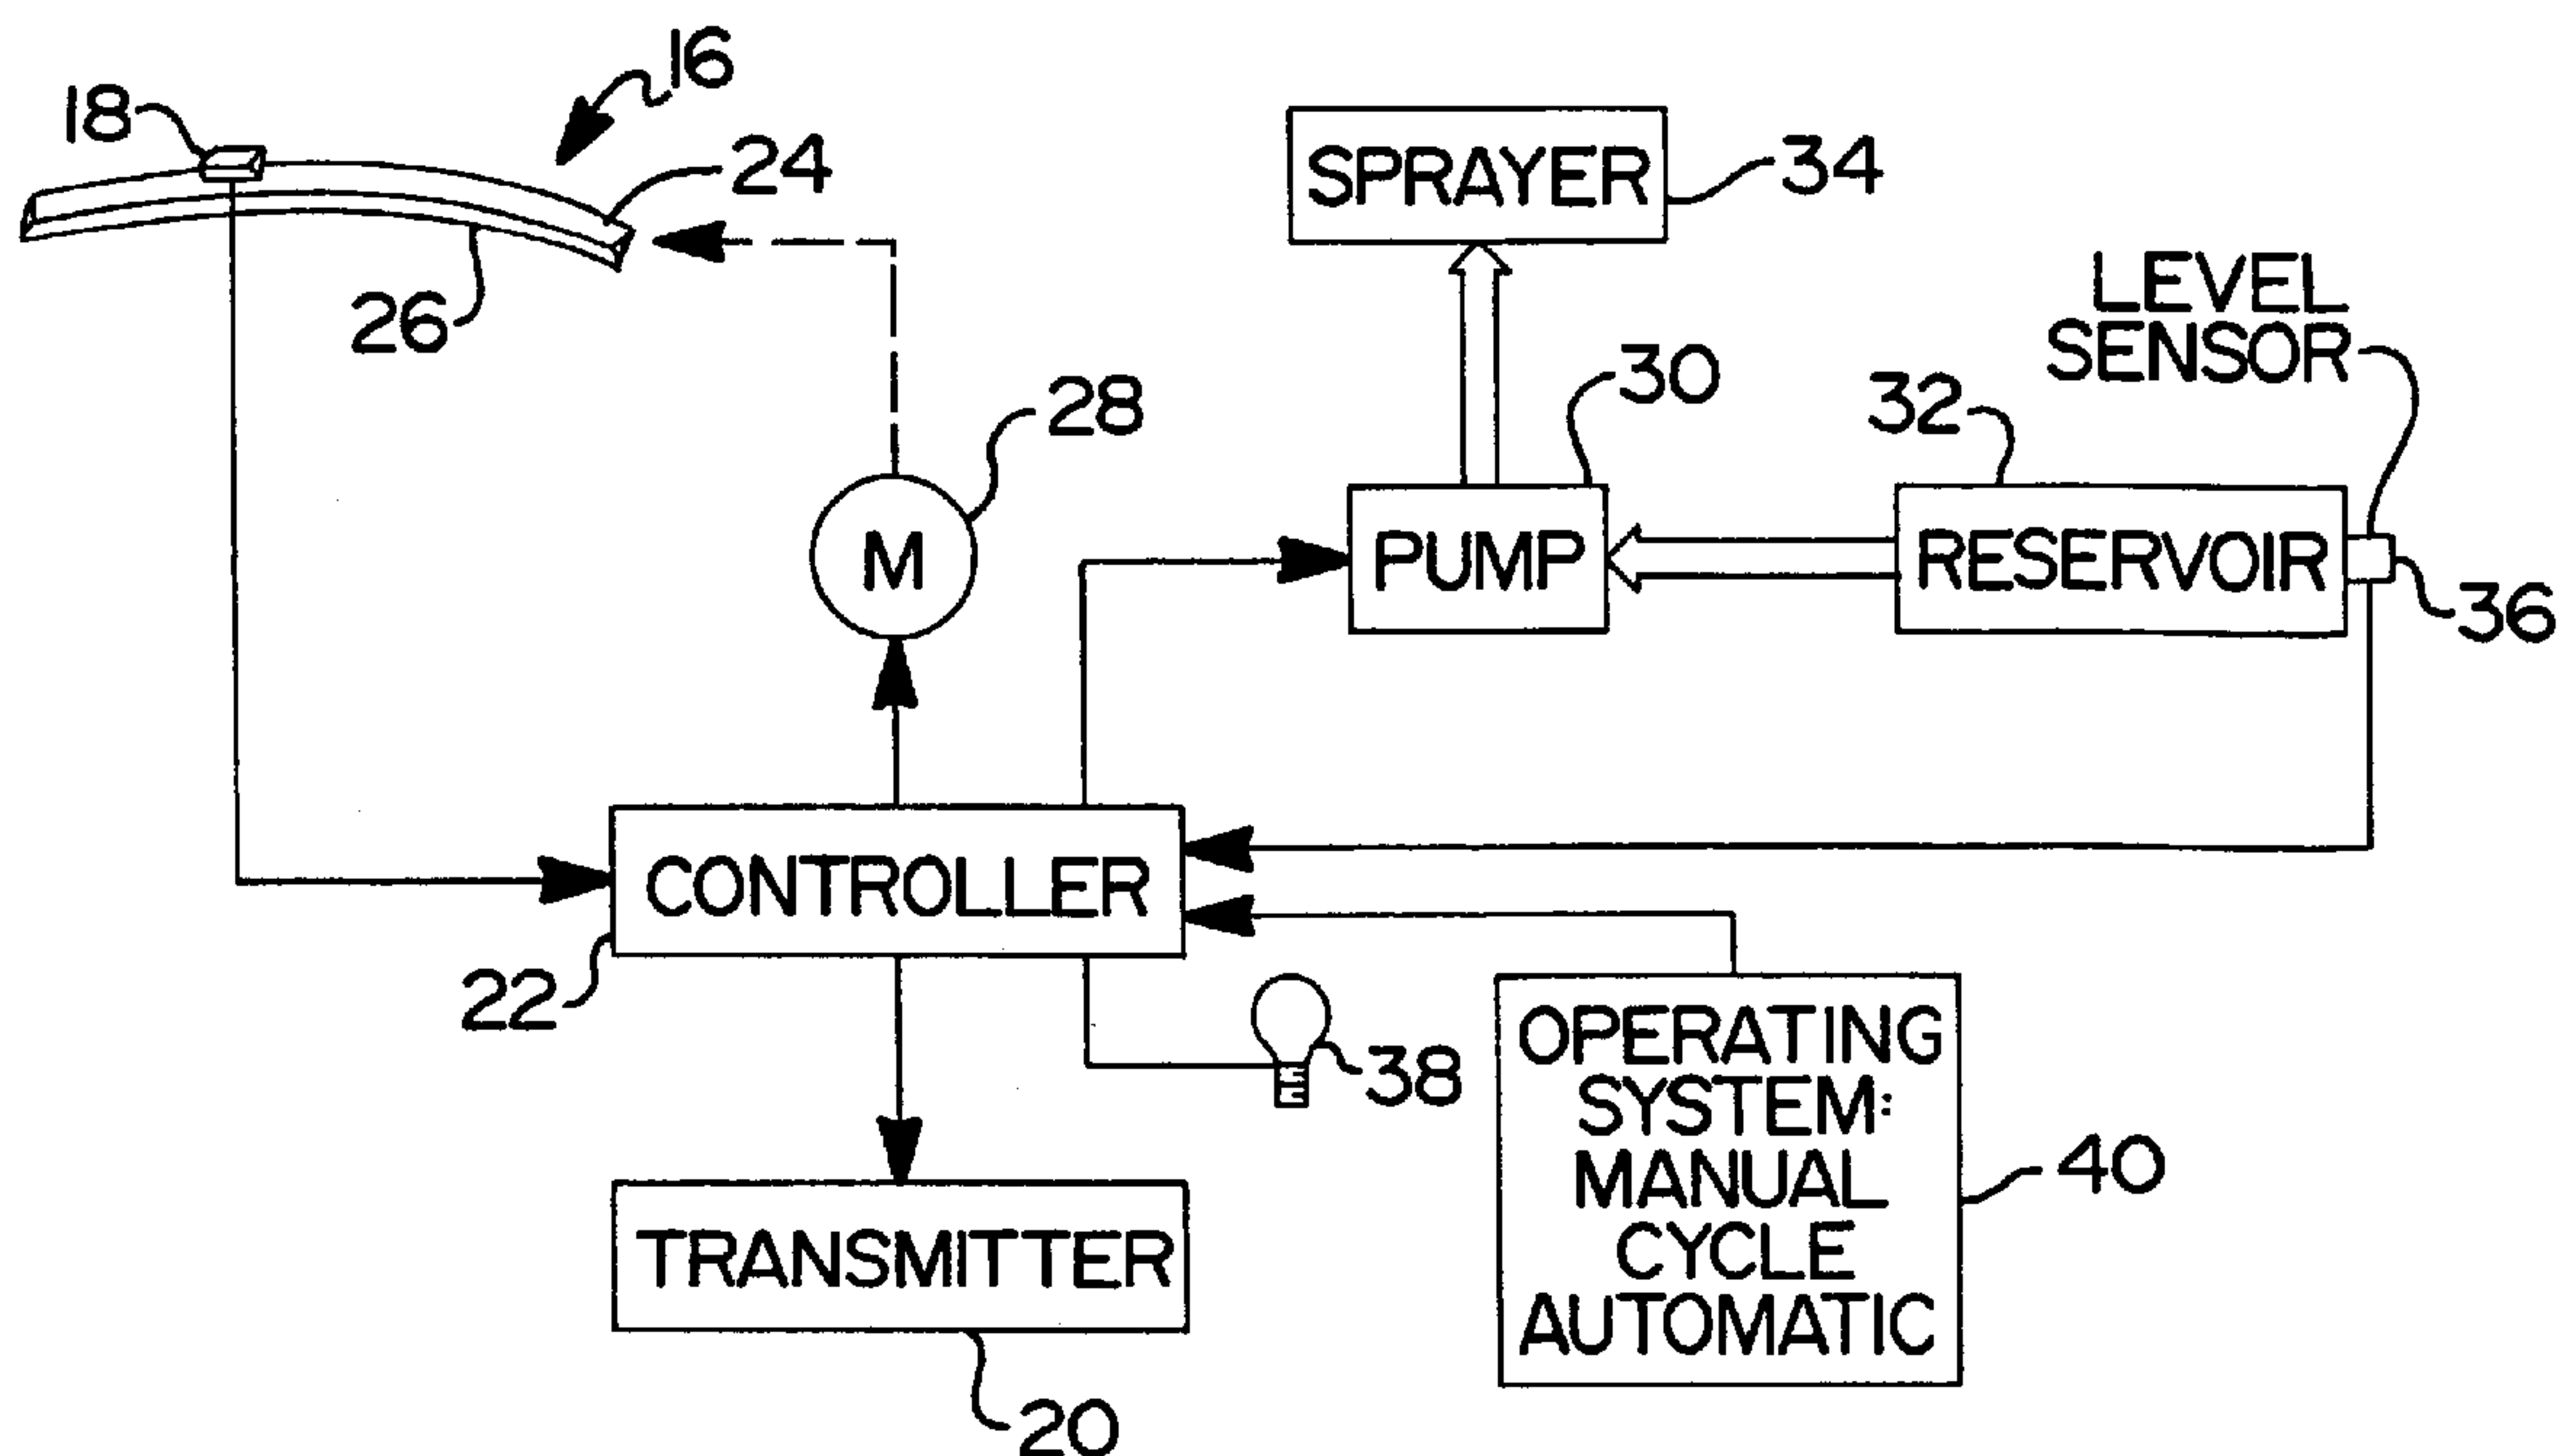 16
18
24
26
28
SPRAYER
34
LEVEL
SENSOR
30
32
M
PUMP
RESERVOIR
36
CONTROLLER
22
38
OPERATING
SYSTEM:
MANUAL
CYCLE
AUTOMATIC
40
TRANSMITTER
20